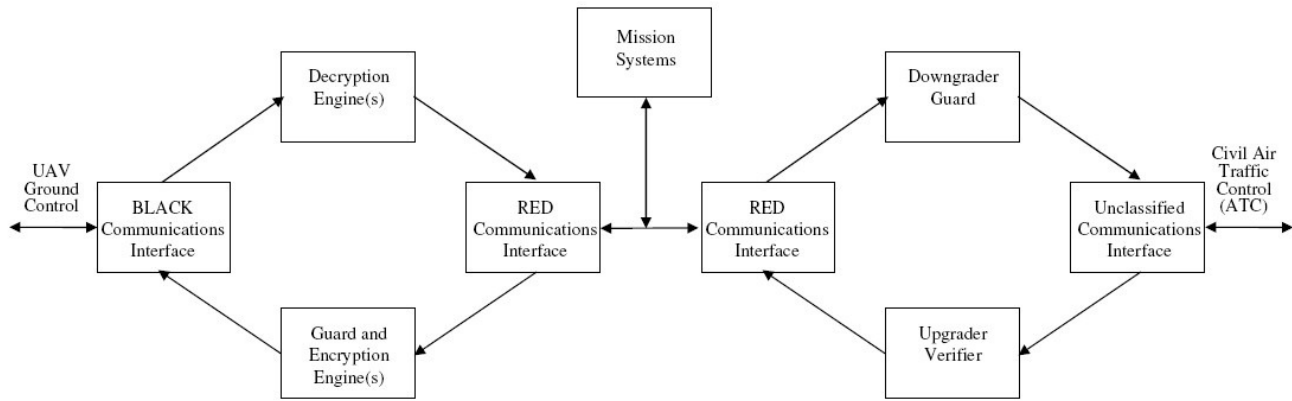 Mission
Systems
Decryption
Engine(s)
Downgrader
Guard
UAV
Ground
Control
BLACK
Communications
Interface
RED
Communications
Interface
RED
Communications
Interface
Unclassified
Communications
Interface
Civil Air
Traffic
Control
(ATC)
Guard and
Encryption
Engine(s)
Upgrader
Verifier